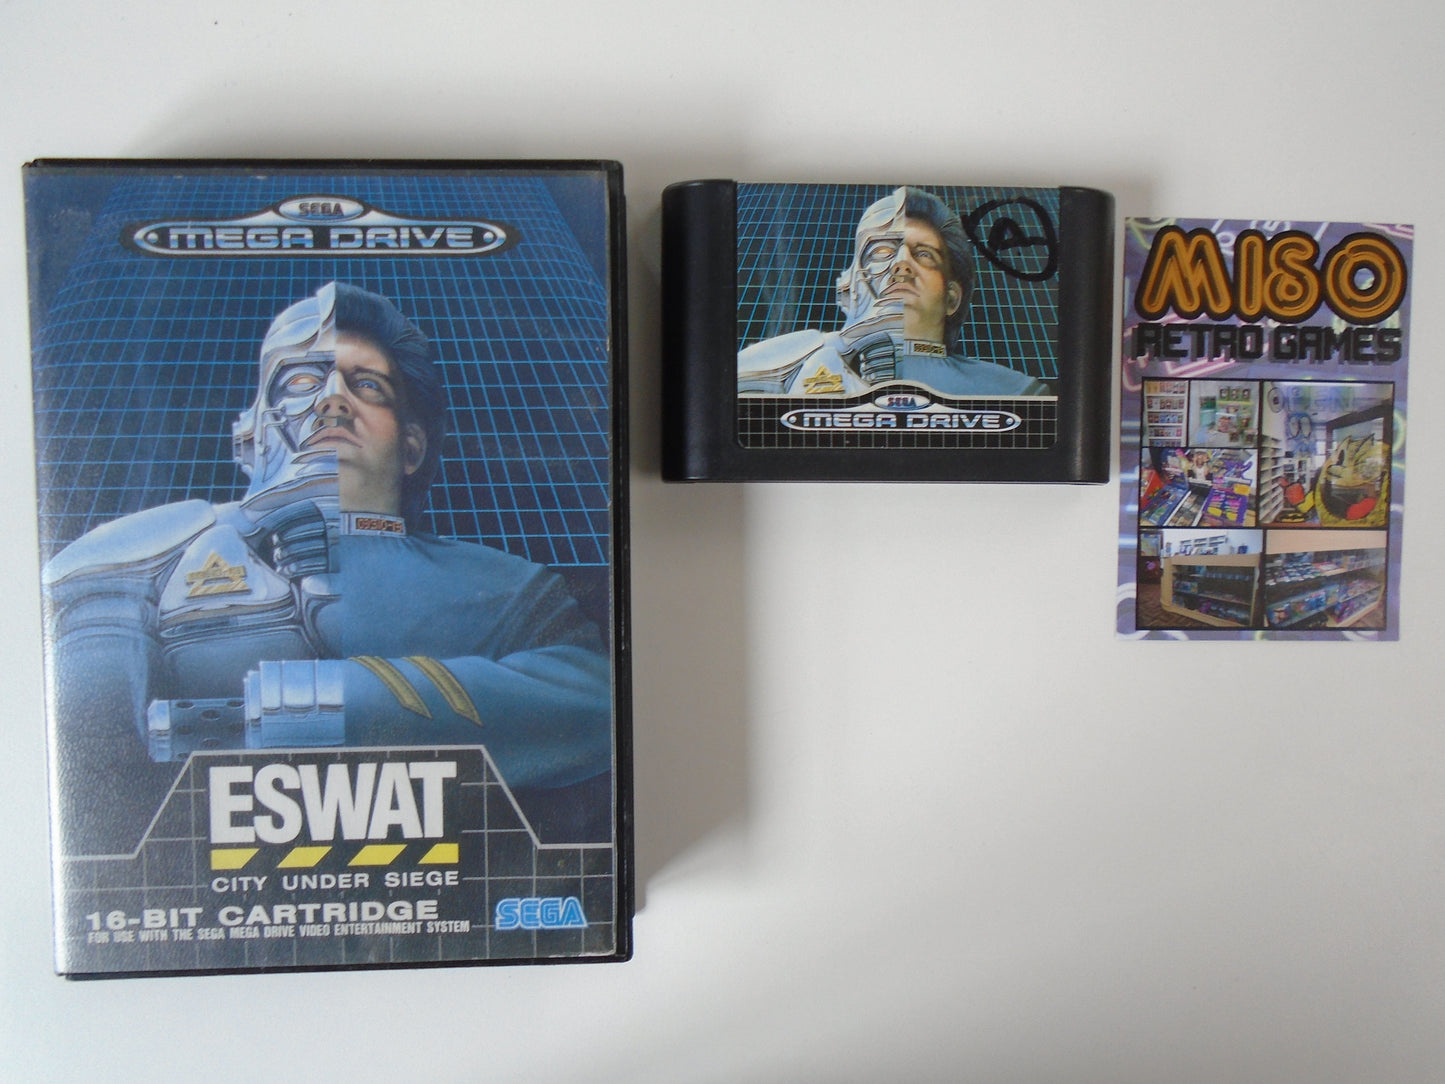 SEGA
MEGA DRIVE
ESWAT
CITY UNDER SIEGE
16-BIT CARTRIDGE
FOR USE WITH THE SEGA MEGA DRIVE VIDEO ENTERTAINMENT SYSTEM
SEGA
A
SEGA
MEGA DRIVE
MISO
RETRO GAMES